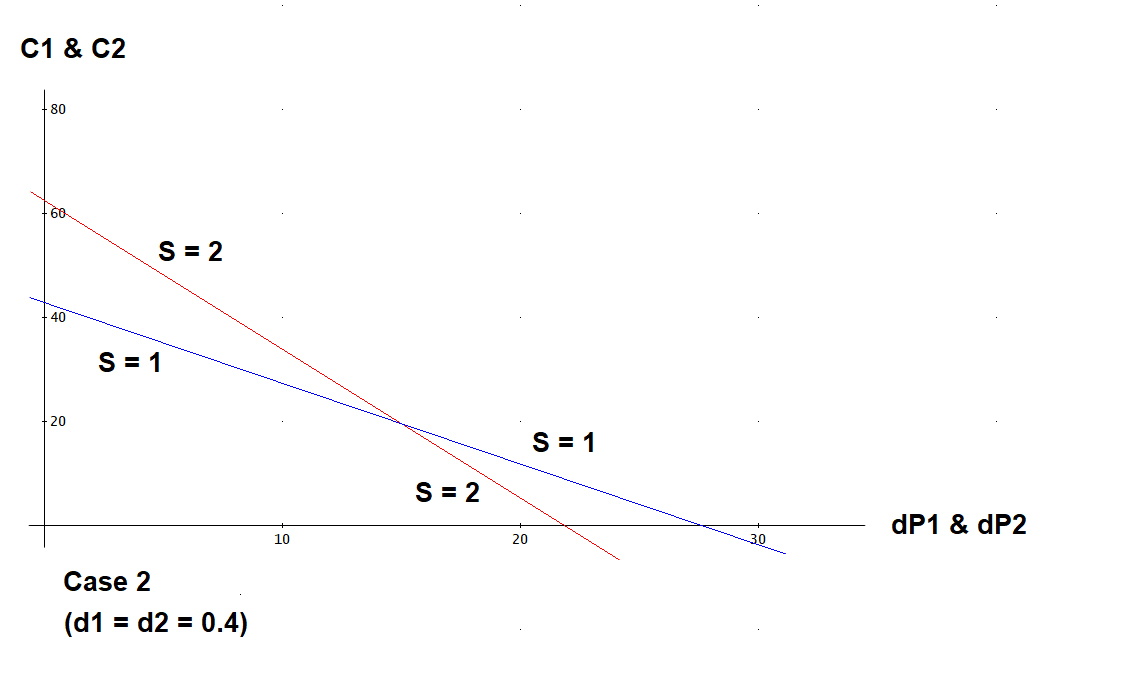 C1 & C2
80
60
S = 2
40
S = 1
20
S = 1
S = 2
dP1 & dP2
10 20 30
Case 2
(d1 = d2 = 0.4)